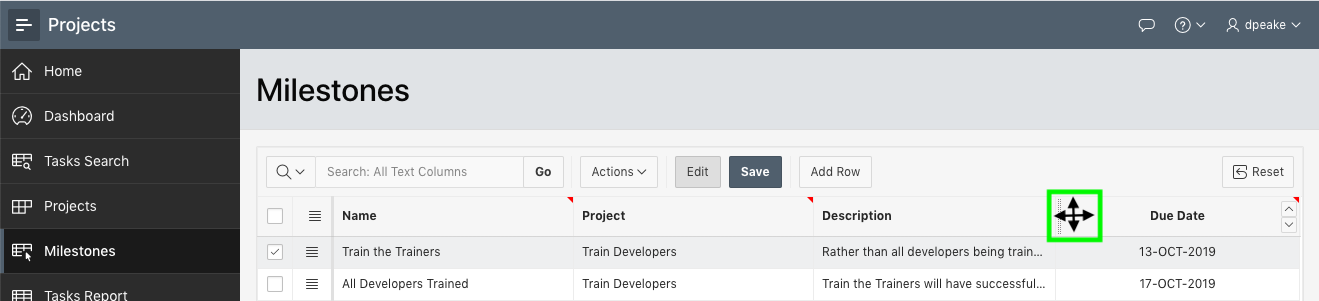 Projects
dpeake
Home
Dashboard
Tasks Search
Projects
Milestones
Tasks Report
Milestones
Search: All Text Columns Go Actions Edit Save Add Row Reset
Name Project Description Due Date
Train the Trainers Train Developers Rather than all developers being train... 13-OCT-2019
All Developers Trained Train Developers Train the Trainers will have successful... 17-OCT-2019